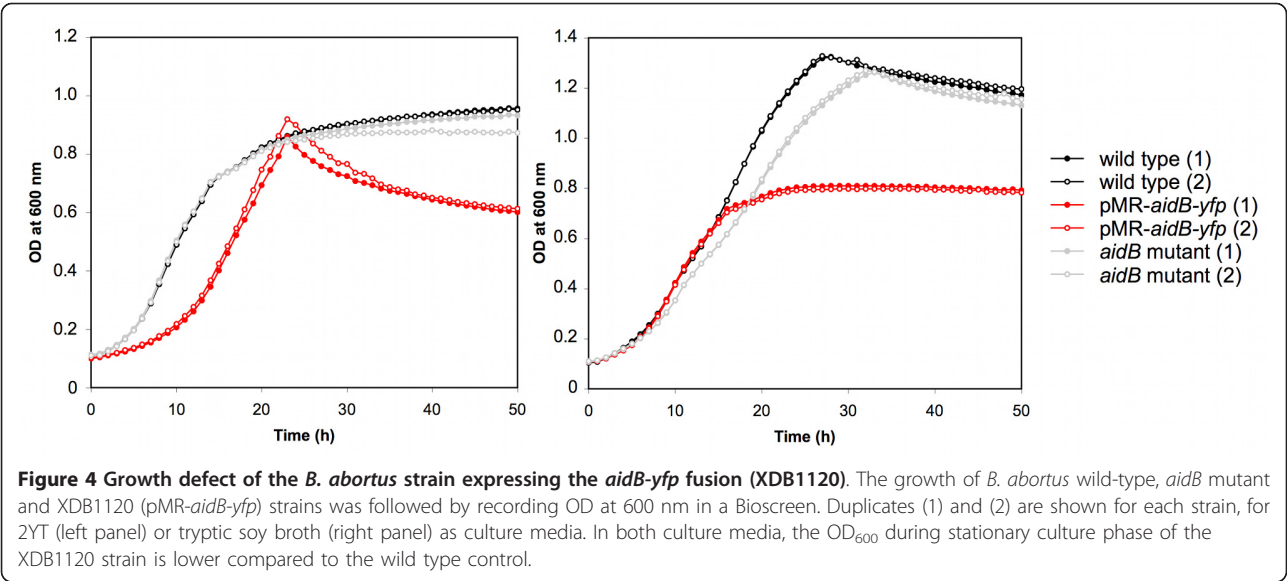 1.2
1.0
0.8
0.6
0.4
0.2
0
OD at 600 nm
0 10 20 30 40 50
Time (h)
1.4
1.2
1.0
0.8
0.6
0.4
0.2
0
OD at 600 nm
0 10 20 30 40 50
Time (h)
wild type (1)
wild type (2)
pMR-aidB-yfp (1)
pMR-aidB-yfp (2)
aidB mutant (1)
aidB mutant (2)
Figure 4 Growth defect of the B. abortus strain expressing the aidB-yfp fusion (XDB1120). The growth of B. abortus wild-type, aidB mutant
and XDB1120 (pMR-aidB-yfp) strains was followed by recording OD at 600 nm in a Bioscreen. Duplicates (1) and (2) are shown for each strain, for
2YT (left panel) or tryptic soy broth (right panel) as culture media. In both culture media, the OD600 during stationary culture phase of the
XDB1120 strain is lower compared to the wild type control.